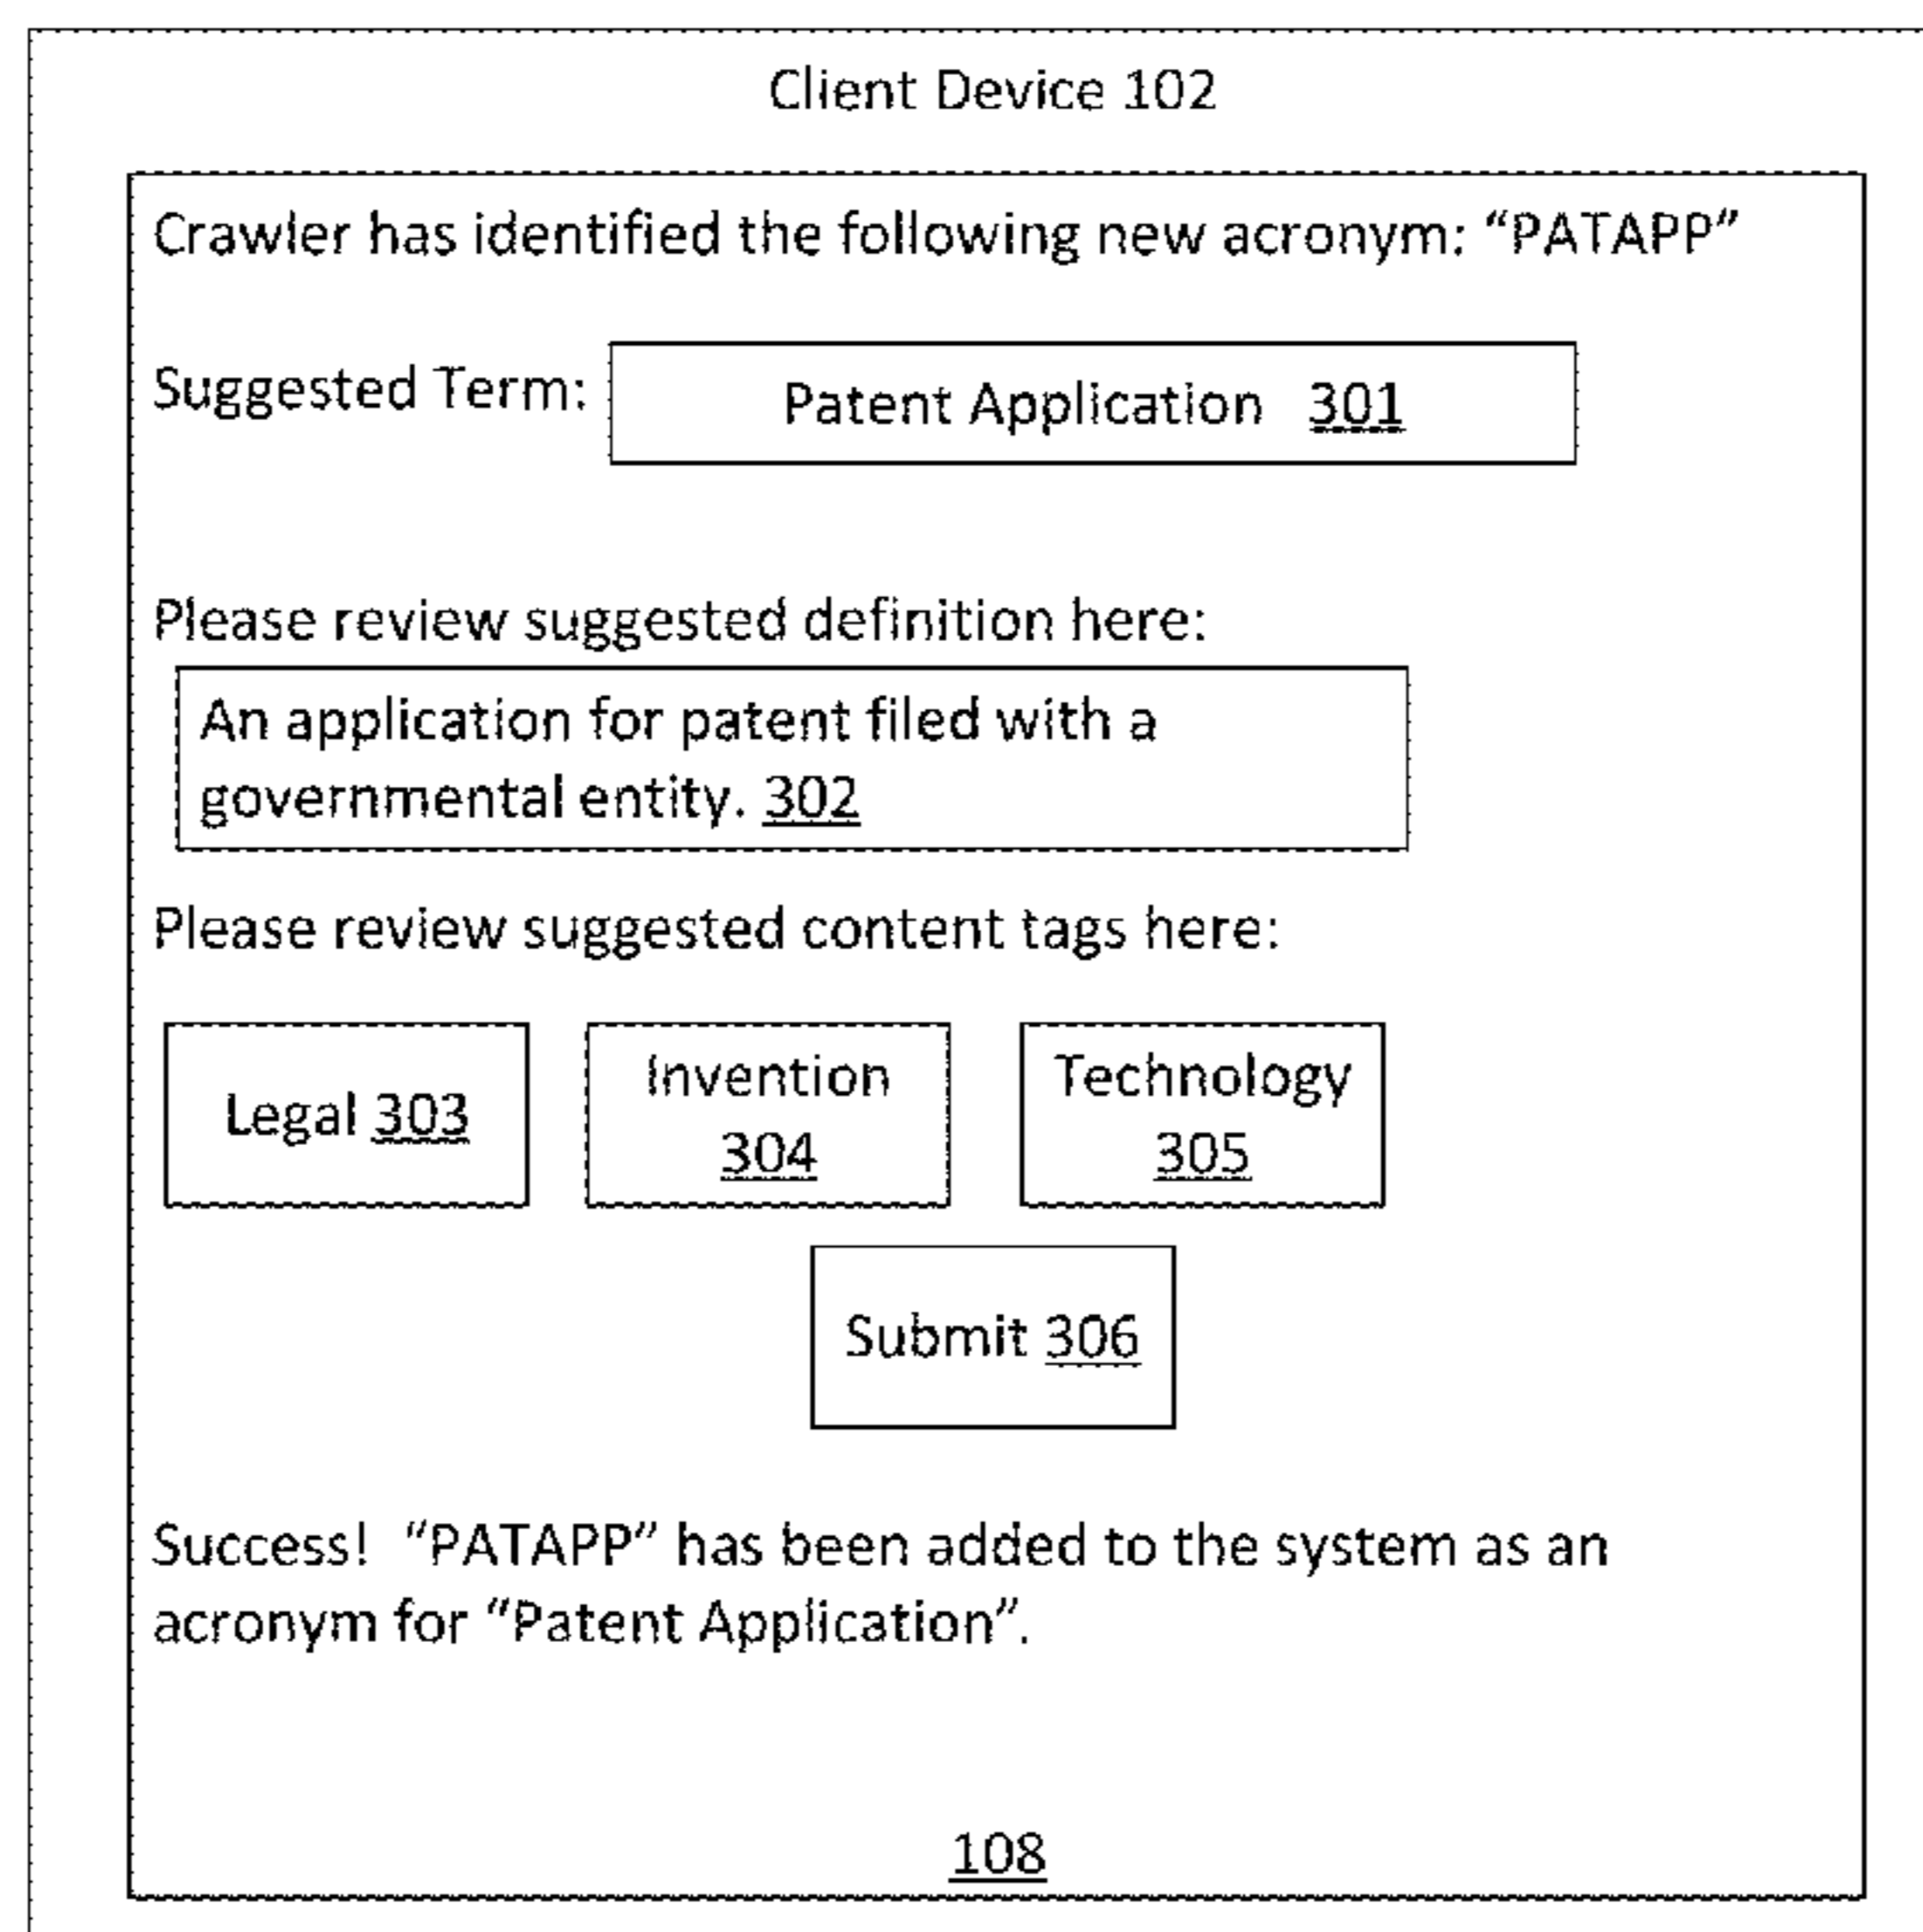 Client Device 102
Crawler has identified the following new acronym: “PATAPP”
Suggested Term:
Patent Application 301
Please review suggested definition here:
An application for patent filed with a
governmental entity. 302
Please review suggested content tags here:
Legal 303
Invention
304
Technology
305
Submit 306
Success! “PATAPP” has been added to the system as an
acronym for “Patent Application”.
108